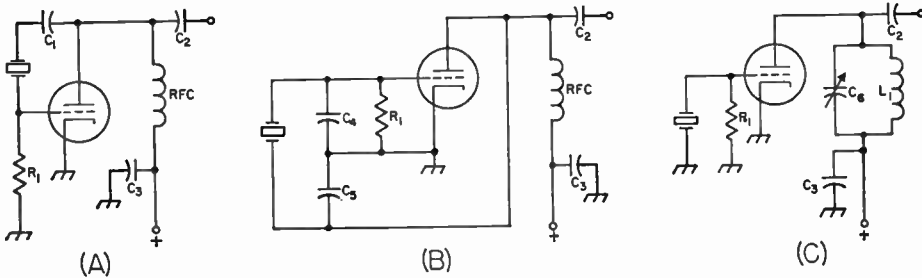 C1
C2
R1
RFC
C3
+
(A)
C4
R1
C5
C2
RFC
C3
+
(B)
R1
C2
C6
L1
C3
+
(C)